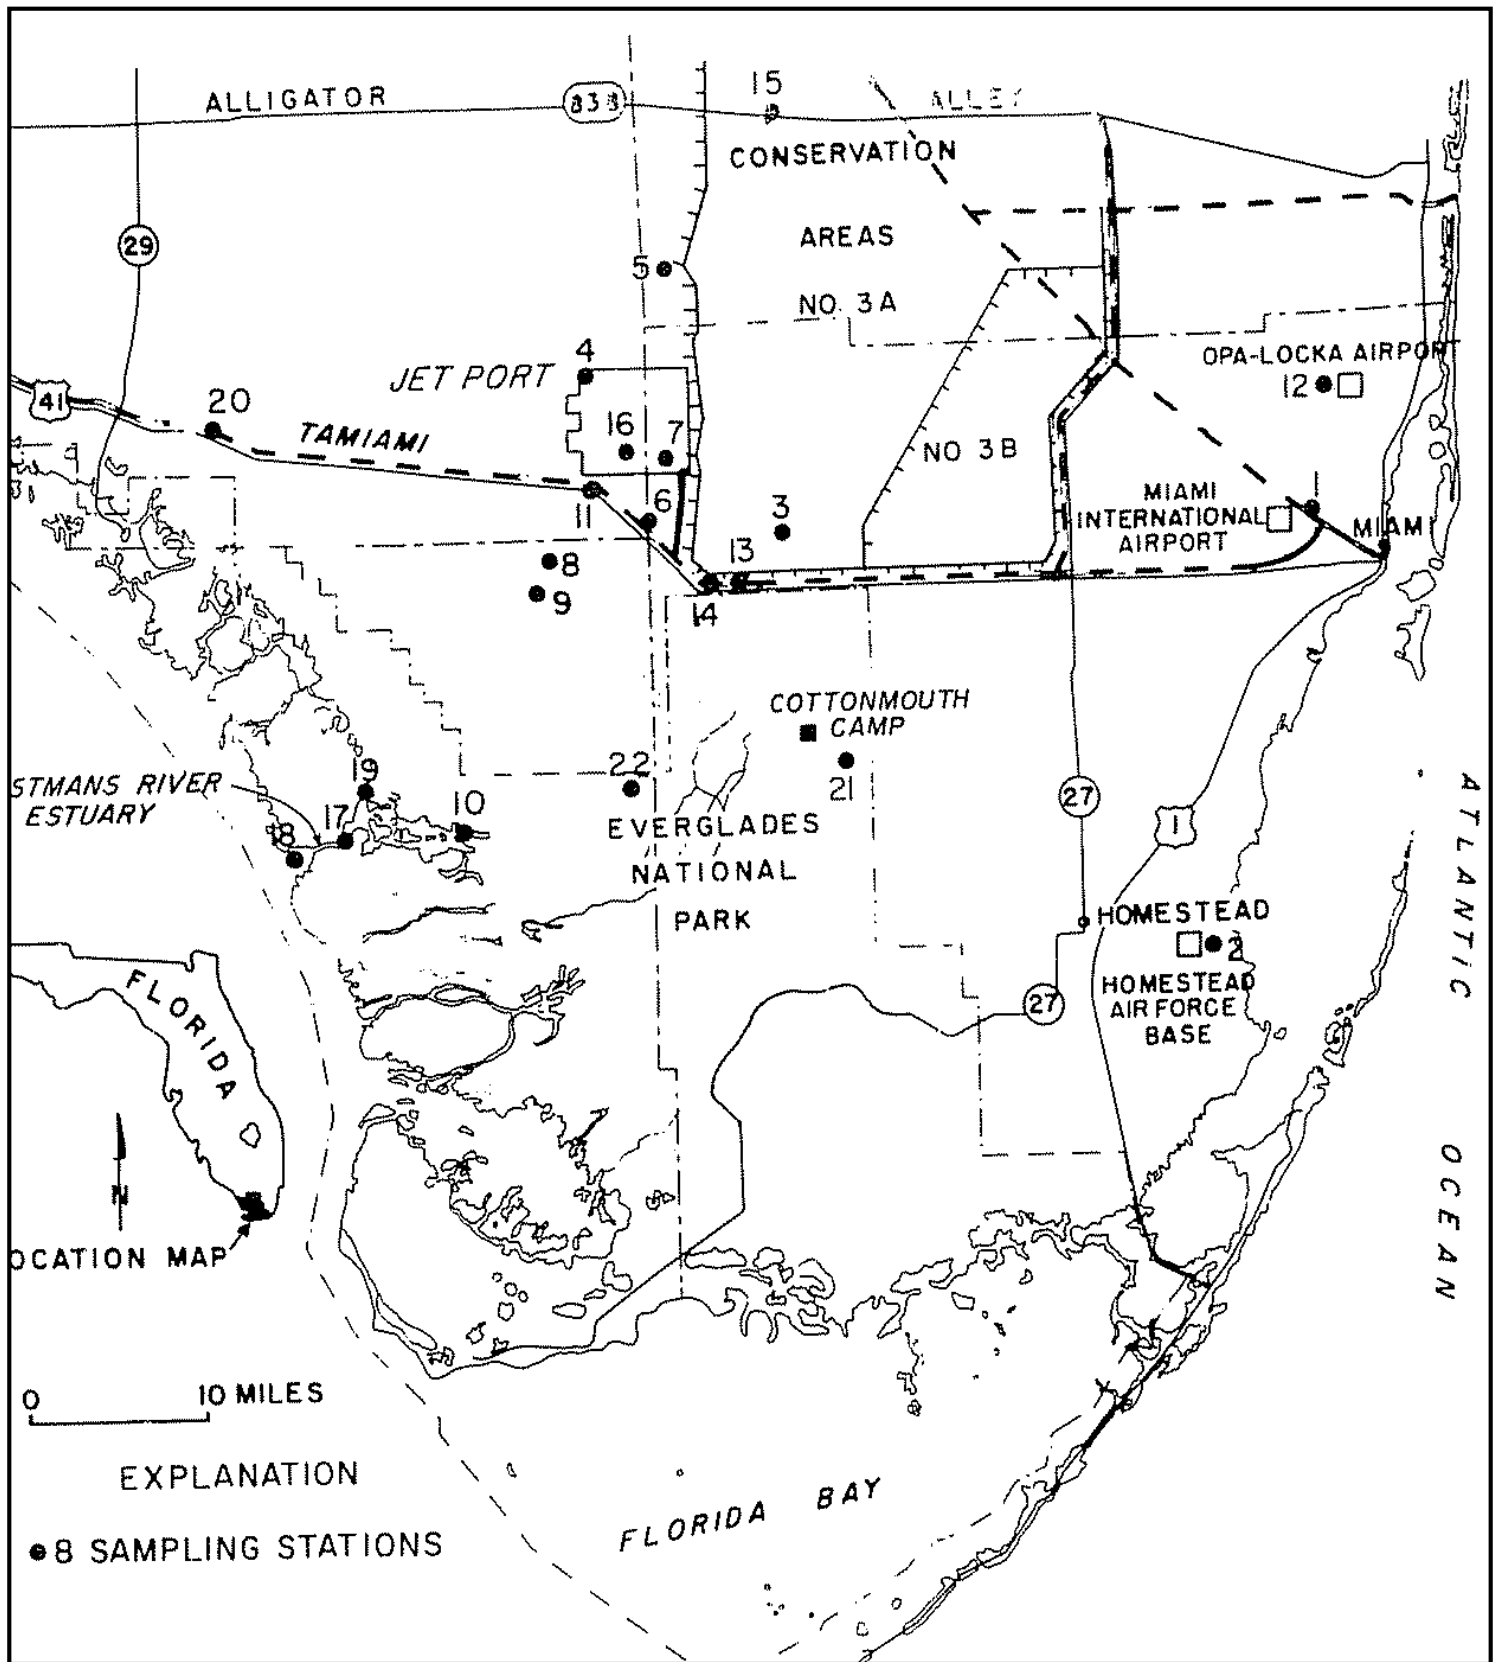 15
ALLIGATOR
838
ALLEY
CONSERVATION
29
AREAS
5
NO. 3A
4
JET PORT
OPA-LOCKA AIRPORT
12
41
20
TAMIAMI
16
7
NO 3B
MIAMI
INTERNATIONAL
AIRPORT
1
MIAMI
11
6
3
8
13
9
14
COTTONMOUTH
CAMP
19
22
21
27
STMANS RIVER
ESTUARY
17
10
18
1
EVERGLADES
NATIONAL
PARK
ATLANTIC
HOMESTEAD
2
HOMESTEAD
AIR FORCE
BASE
27
FLORIDA
N
OCATION MAP
OCEAN
0 10 MILES
EXPLANATION
8 SAMPLING STATIONS
FLORIDA BAY